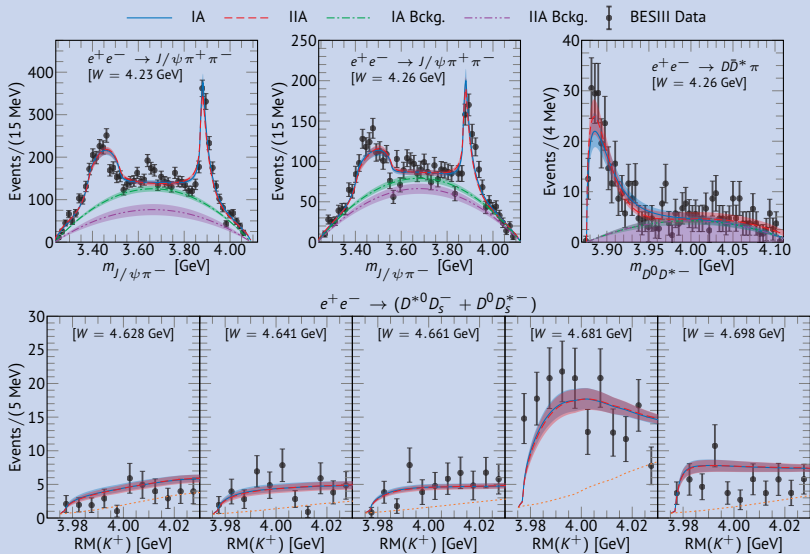 IA IIA IA Bckg. IIA Bckg. BESIII Data
e⁺e⁻ → J/ψπ⁺π⁻
[W = 4.23 GeV]
Events/(15 MeV)
400
300
200
100
0
3.40 3.60 3.80 4.00
m_{J/ψπ⁻} [GeV]
e⁺e⁻ → J/ψπ⁺π⁻
[W = 4.26 GeV]
Events/(15 MeV)
250
200
150
100
50
0
3.40 3.60 3.80 4.00
m_{J/ψπ⁻} [GeV]
e⁺e⁻ → DD̄*π
[W = 4.26 GeV]
Events/(4 MeV)
40
30
20
10
0
3.90 3.95 4.00 4.05 4.10
m_{D⁰D*⁻} [GeV]
e⁺e⁻ → (D*⁰D_s⁻ + D⁰D_s*⁻)
Events/(5 MeV)
30
25
20
15
10
5
0
[W = 4.628 GeV] [W = 4.641 GeV] [W = 4.661 GeV] [W = 4.681 GeV] [W = 4.698 GeV]
3.98 4.00 4.02 3.98 4.00 4.02 3.98 4.00 4.02 3.98 4.00 4.02 3.98 4.00 4.02
RM(K⁺) [GeV] RM(K⁺) [GeV] RM(K⁺) [GeV] RM(K⁺) [GeV] RM(K⁺) [GeV]